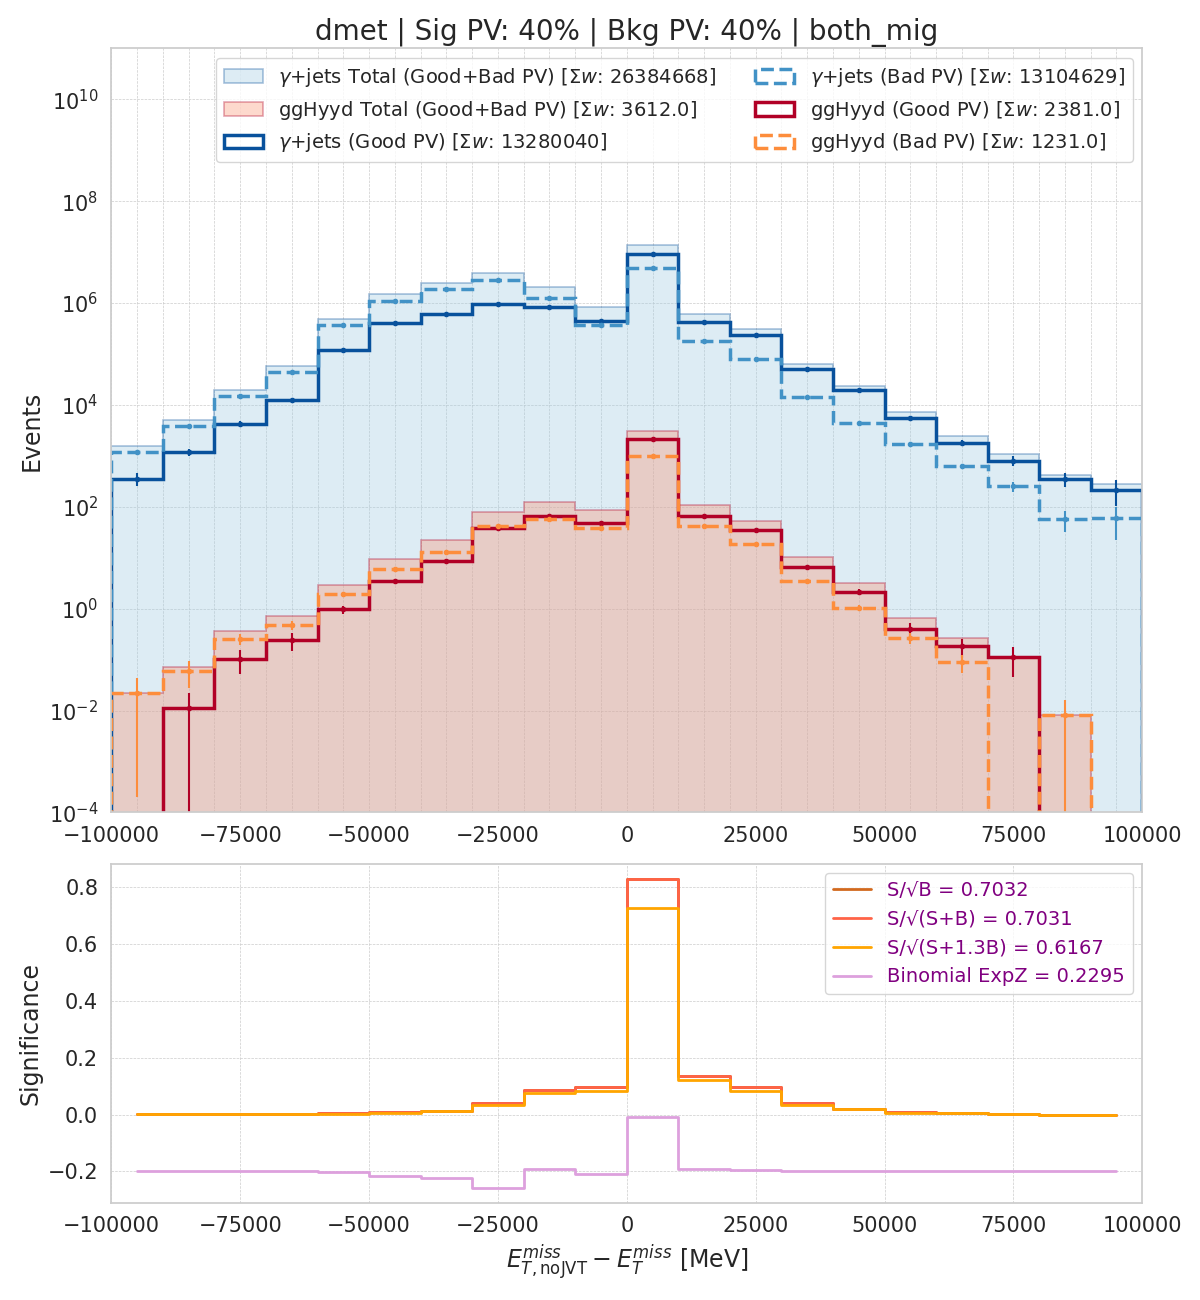 dmet | Sig PV: 40% | Bkg PV: 40% | both_mig
γ+jets Total (Good+Bad PV) [Σw: 26384668]
ggHyyd Total (Good+Bad PV) [Σw: 3612.0]
γ+jets (Good PV) [Σw: 13280040]
γ+jets (Bad PV) [Σw: 13104629]
ggHyyd (Good PV) [Σw: 2381.0]
ggHyyd (Bad PV) [Σw: 1231.0]
Events
10^10
10^8
10^6
10^4
10^2
10^0
10^−2
10^−4
−100000 −75000 −50000 −25000 0 25000 50000 75000 100000
Significance
0.8
0.6
0.4
0.2
0.0
−0.2
S/√B = 0.7032
S/√(S+B) = 0.7031
S/√(S+1.3B) = 0.6167
Binomial ExpZ = 0.2295
−100000 −75000 −50000 −25000 0 25000 50000 75000 100000
E_{T, noJVT}^{miss} − E_T^{miss} [MeV]